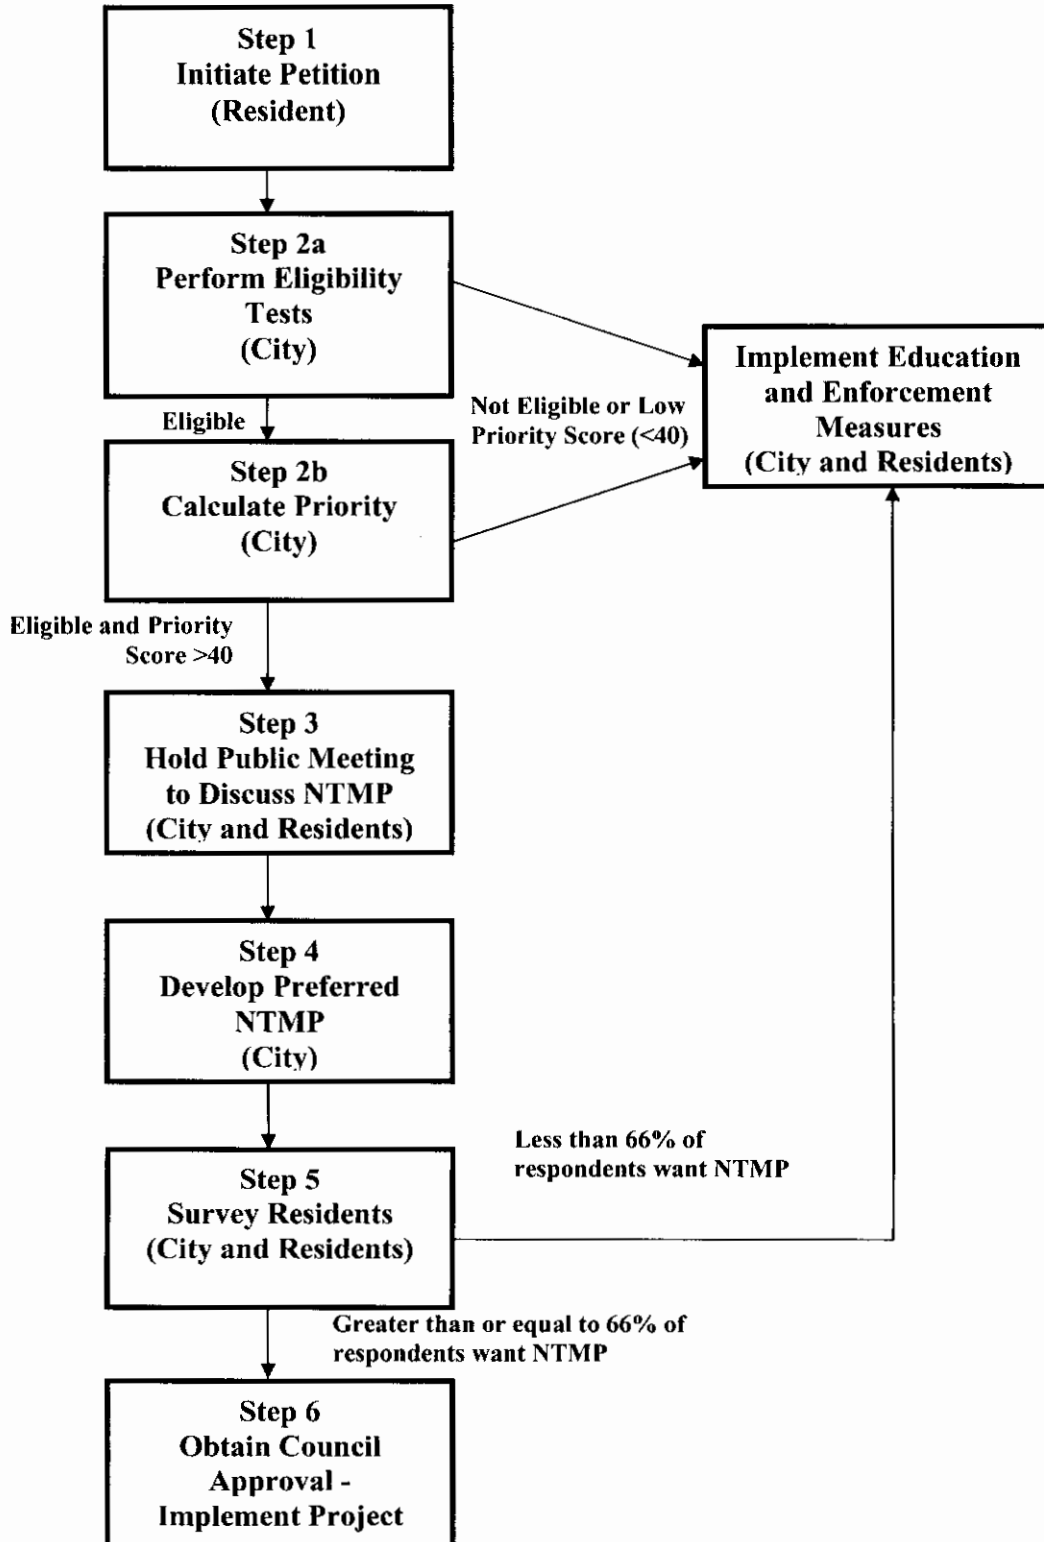 Step 1
Initiate Petition
(Resident)
Step 2a
Perform Eligibility
Tests
(City)
Implement Education
and Enforcement
Measures
(City and Residents)
Eligible
Not Eligible or Low
Priority Score (<40)
Step 2b
Calculate Priority
(City)
Eligible and Priority
Score >40
Step 3
Hold Public Meeting
to Discuss NTMP
(City and Residents)
Step 4
Develop Preferred
NTMP
(City)
Less than 66% of
respondents want NTMP
Step 5
Survey Residents
(City and Residents)
Greater than or equal to 66% of
respondents want NTMP
Step 6
Obtain Council
Approval -
Implement Project